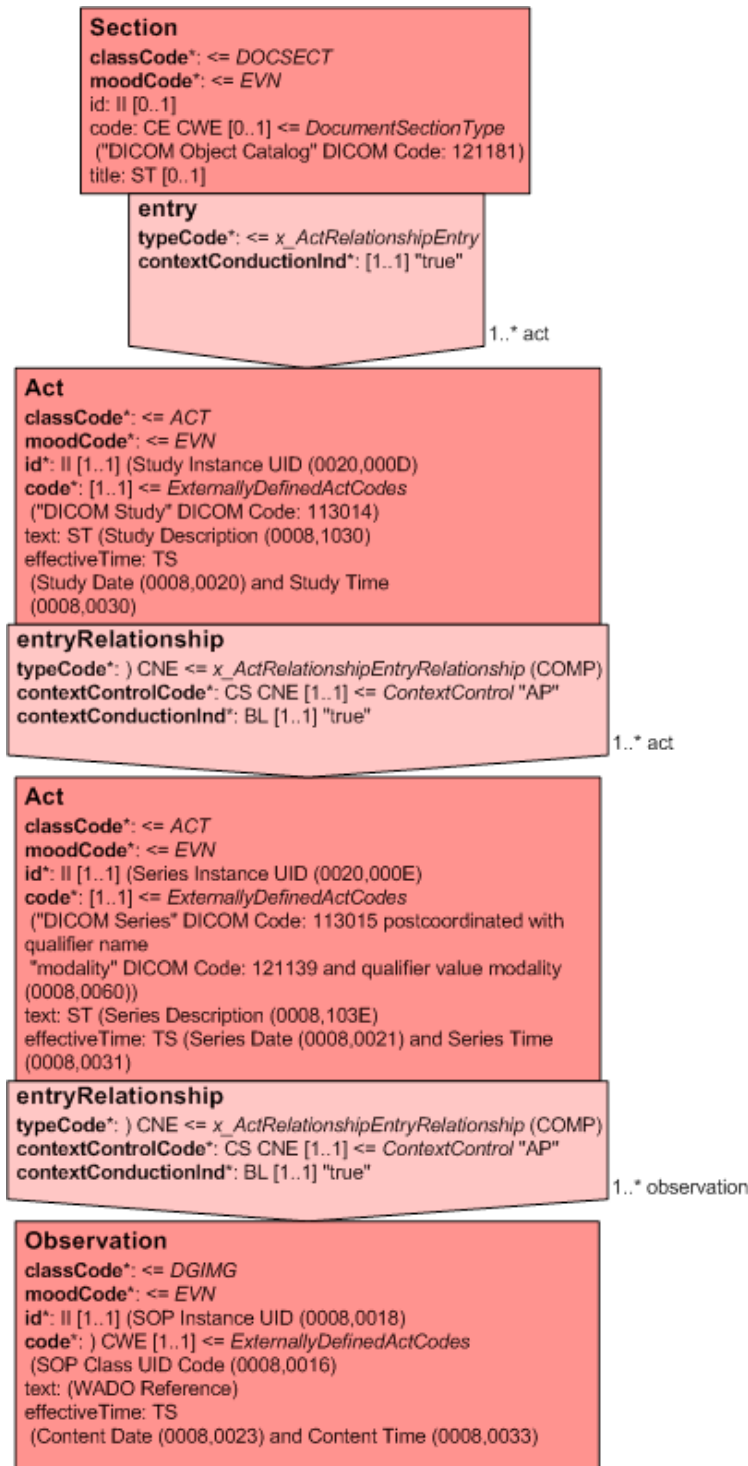 Section
classCode*: <= DOCSECT
moodCode*: <= EVN
id: II [0..1]
code: CE CWE [0..1] <= DocumentSectionType
("DICOM Object Catalog" DICOM Code: 121181)
title: ST [0..1]
entry
typeCode*: <= x_ActRelationshipEntry
contextConductionInd*: [1..1] "true"
1..* act
Act
classCode*: <= ACT
moodCode*: <= EVN
id*: II [1..1] (Study Instance UID (0020,000D)
code*: [1..1] <= ExternallyDefinedActCodes
("DICOM Study" DICOM Code: 113014)
text: ST (Study Description (0008,1030)
effectiveTime: TS
(Study Date (0008,0020) and Study Time
(0008,0030)
entryRelationship
typeCode*: ) CNE <= x_ActRelationshipEntryRelationship (COMP)
contextControlCode*: CS CNE [1..1] <= ContextControl "AP"
contextConductionInd*: BL [1..1] "true"
1..* act
Act
classCode*: <= ACT
moodCode*: <= EVN
id*: II [1..1] (Series Instance UID (0020,000E)
code*: [1..1] <= ExternallyDefinedActCodes
("DICOM Series" DICOM Code: 113015 postcoordinated with
qualifier name
"modality" DICOM Code: 121139 and qualifier value modality
(0008,0060))
text: ST (Series Description (0008,103E)
effectiveTime: TS (Series Date (0008,0021) and Series Time
(0008,0031)
entryRelationship
typeCode*: ) CNE <= x_ActRelationshipEntryRelationship (COMP)
contextControlCode*: CS CNE [1..1] <= ContextControl "AP"
contextConductionInd*: BL [1..1] "true"
1..* observation
Observation
classCode*: <= DGIMG
moodCode*: <= EVN
id*: II [1..1] (SOP Instance UID (0008,0018)
code*: ) CWE [1..1] <= ExternallyDefinedActCodes
(SOP Class UID Code (0008,0016)
text: (WADO Reference)
effectiveTime: TS
(Content Date (0008,0023) and Content Time (0008,0033)